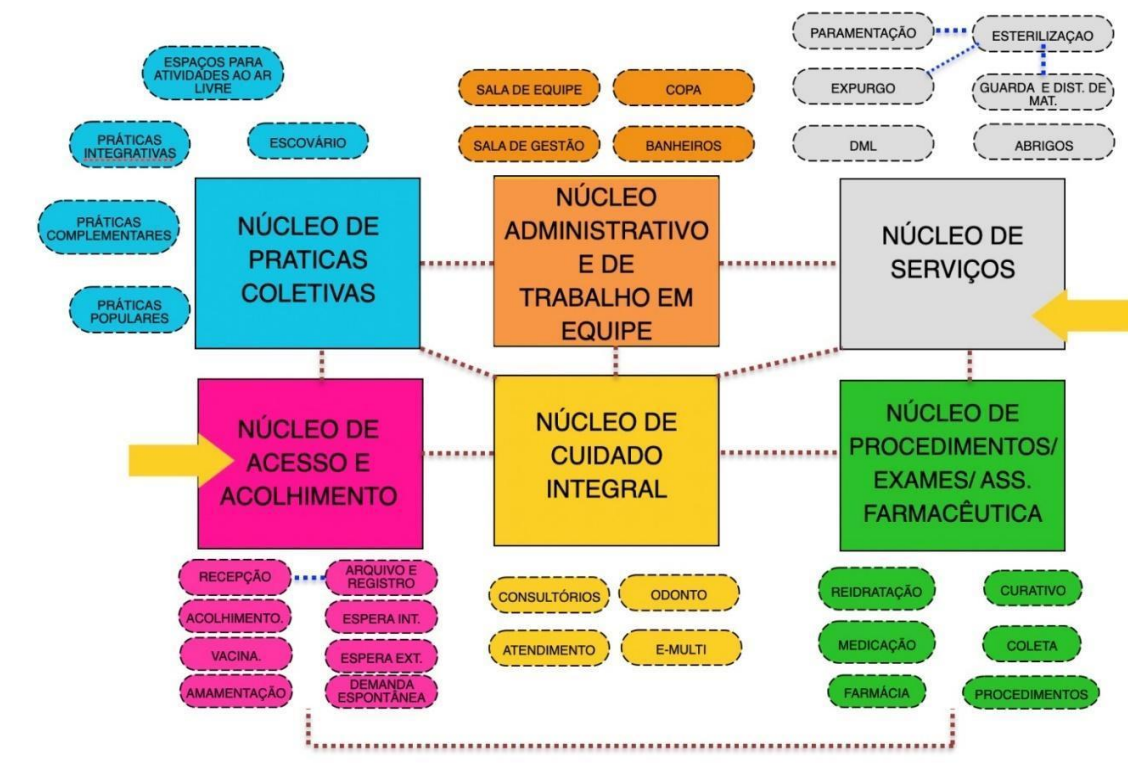 ESPAÇOS PARA
ATIVIDADES AO AR
LIVRE
PRÁTICAS
INTEGRATIVAS
ESCOVÁRIO
PRÁTICAS
COMPLEMENTARES
PRÁTICAS
POPULARES
NÚCLEO DE
PRATICAS
COLETIVAS
SALA DE EQUIPE
COPA
SALA DE GESTÃO
BANHEIROS
NÚCLEO
ADMINISTRATIVO
E DE
TRABALHO EM
EQUIPE
PARAMENTAÇÃO
ESTERILIZAÇAO
EXPURGO
GUARDA E DIST. DE
MAT.
DML
ABRIGOS
NÚCLEO DE
SERVIÇOS
NÚCLEO DE
ACESSO E
ACOLHIMENTO
RECEPÇÃO
ARQUIVO E
REGISTRO
ACOLHIMENTO.
ESPERA INT.
VACINA.
ESPERA EXT.
AMAMENTAÇÃO
DEMANDA
ESPONTÂNEA
NÚCLEO DE
CUIDADO
INTEGRAL
CONSULTÓRIOS
ODONTO
ATENDIMENTO
E-MULTI
NÚCLEO DE
PROCEDIMENTOS/
EXAMES/ ASS.
FARMACÊUTICA
REIDRATAÇÃO
CURATIVO
MEDICAÇÃO
COLETA
FARMÁCIA
PROCEDIMENTOS